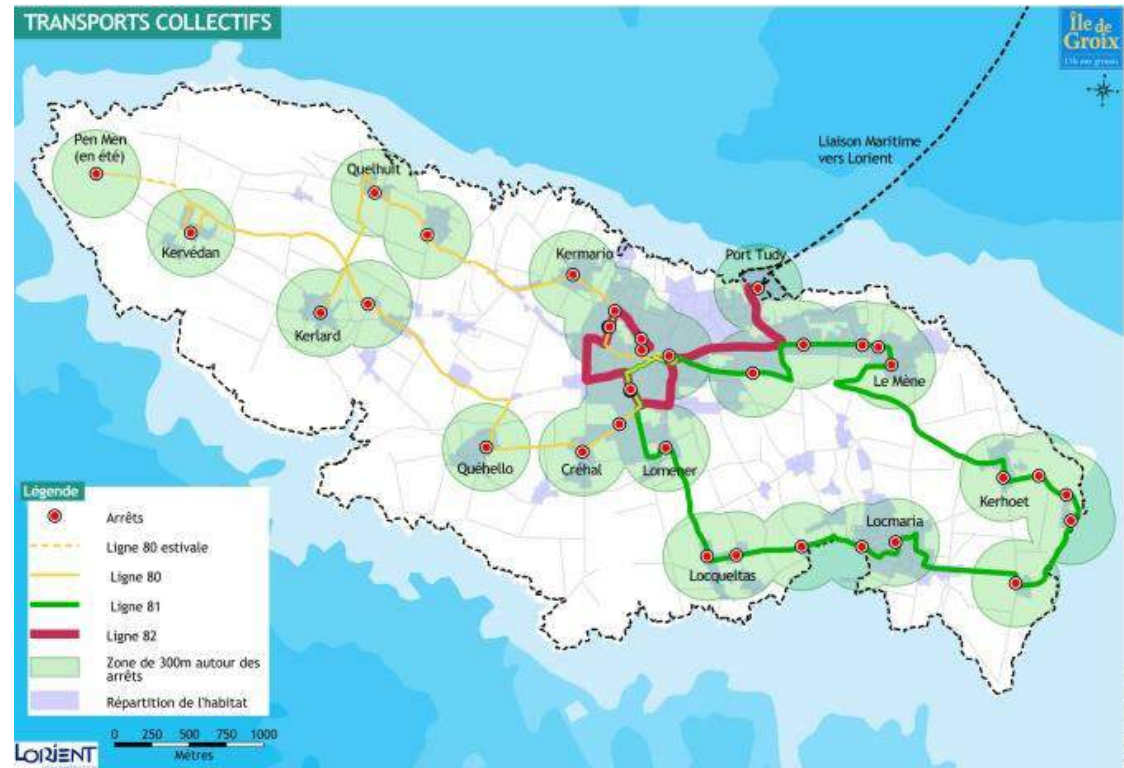 TRANSPORTS COLLECTIFS
Île de
Groix
Liaison Maritime
vers Lorient
Pen Men
(en été)
Quelhuit
Kervédan
Kermario
Port Tudy
Kerlard
Le Mène
Quéhello
Créhal
Lomener
Kerhoet
Locmaria
Locqueltas
Légende
Arrêts
Ligne 80 estivale
Ligne 80
Ligne 81
Ligne 82
Zone de 300m autour des
arrêts
Répartition de l'habitat
0 250 500 750 1000
Mètres
LORIENT